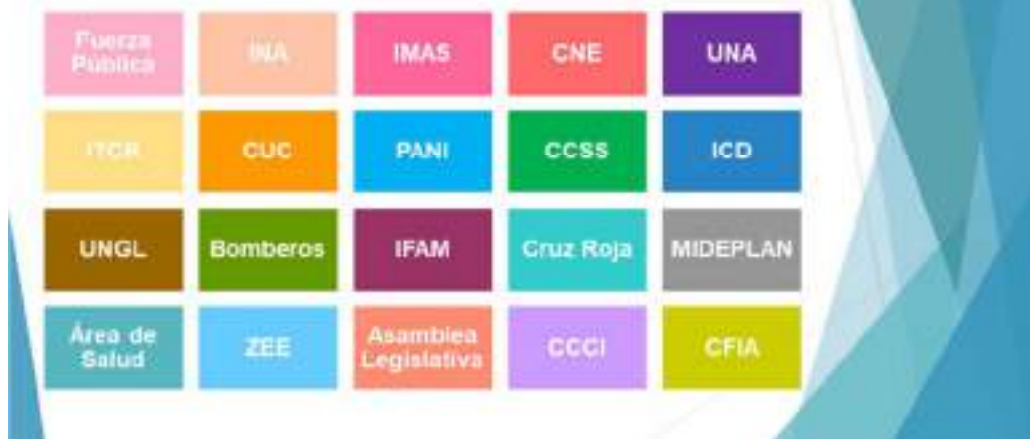 Fuerza
Pública
INA
IMAS
CNE
UNA
ITCR
CUC
PANI
CCSS
ICD
UNGL
Bomberos
IFAM
Cruz Roja
MIDEPLAN
Área de
Salud
ZEE
Asamblea
Legislativa
CCCI
CFIA